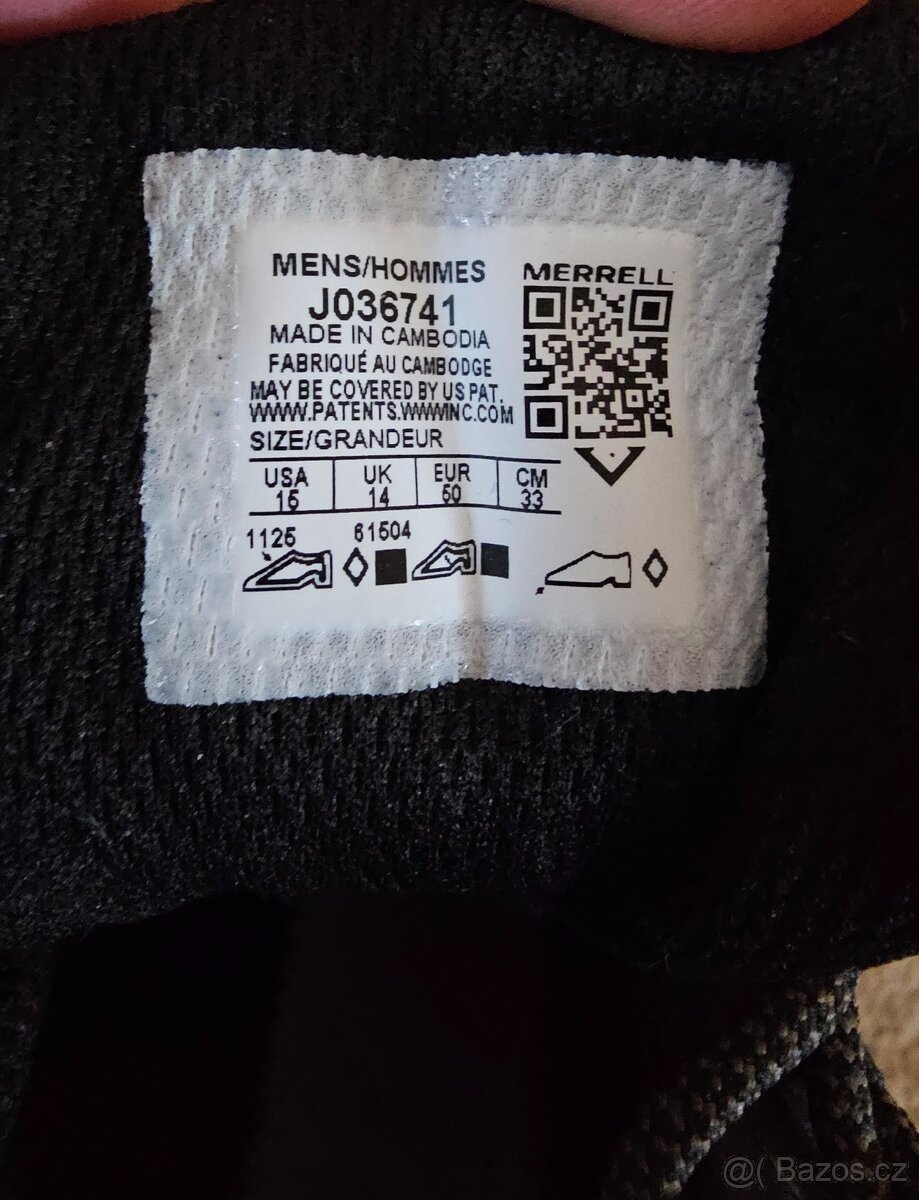 MENS/HOMMES
J036741
MADE IN CAMBODIA
FABRIQUÉ AU CAMBODGE
MAY BE COVERED BY US PAT.
WWW.PATENTS.WWWINC.COM
SIZE/GRANDEUR
USA UK EUR CM
15 14 50 33
1125 61504
MERRELL
@( Bazos.cz